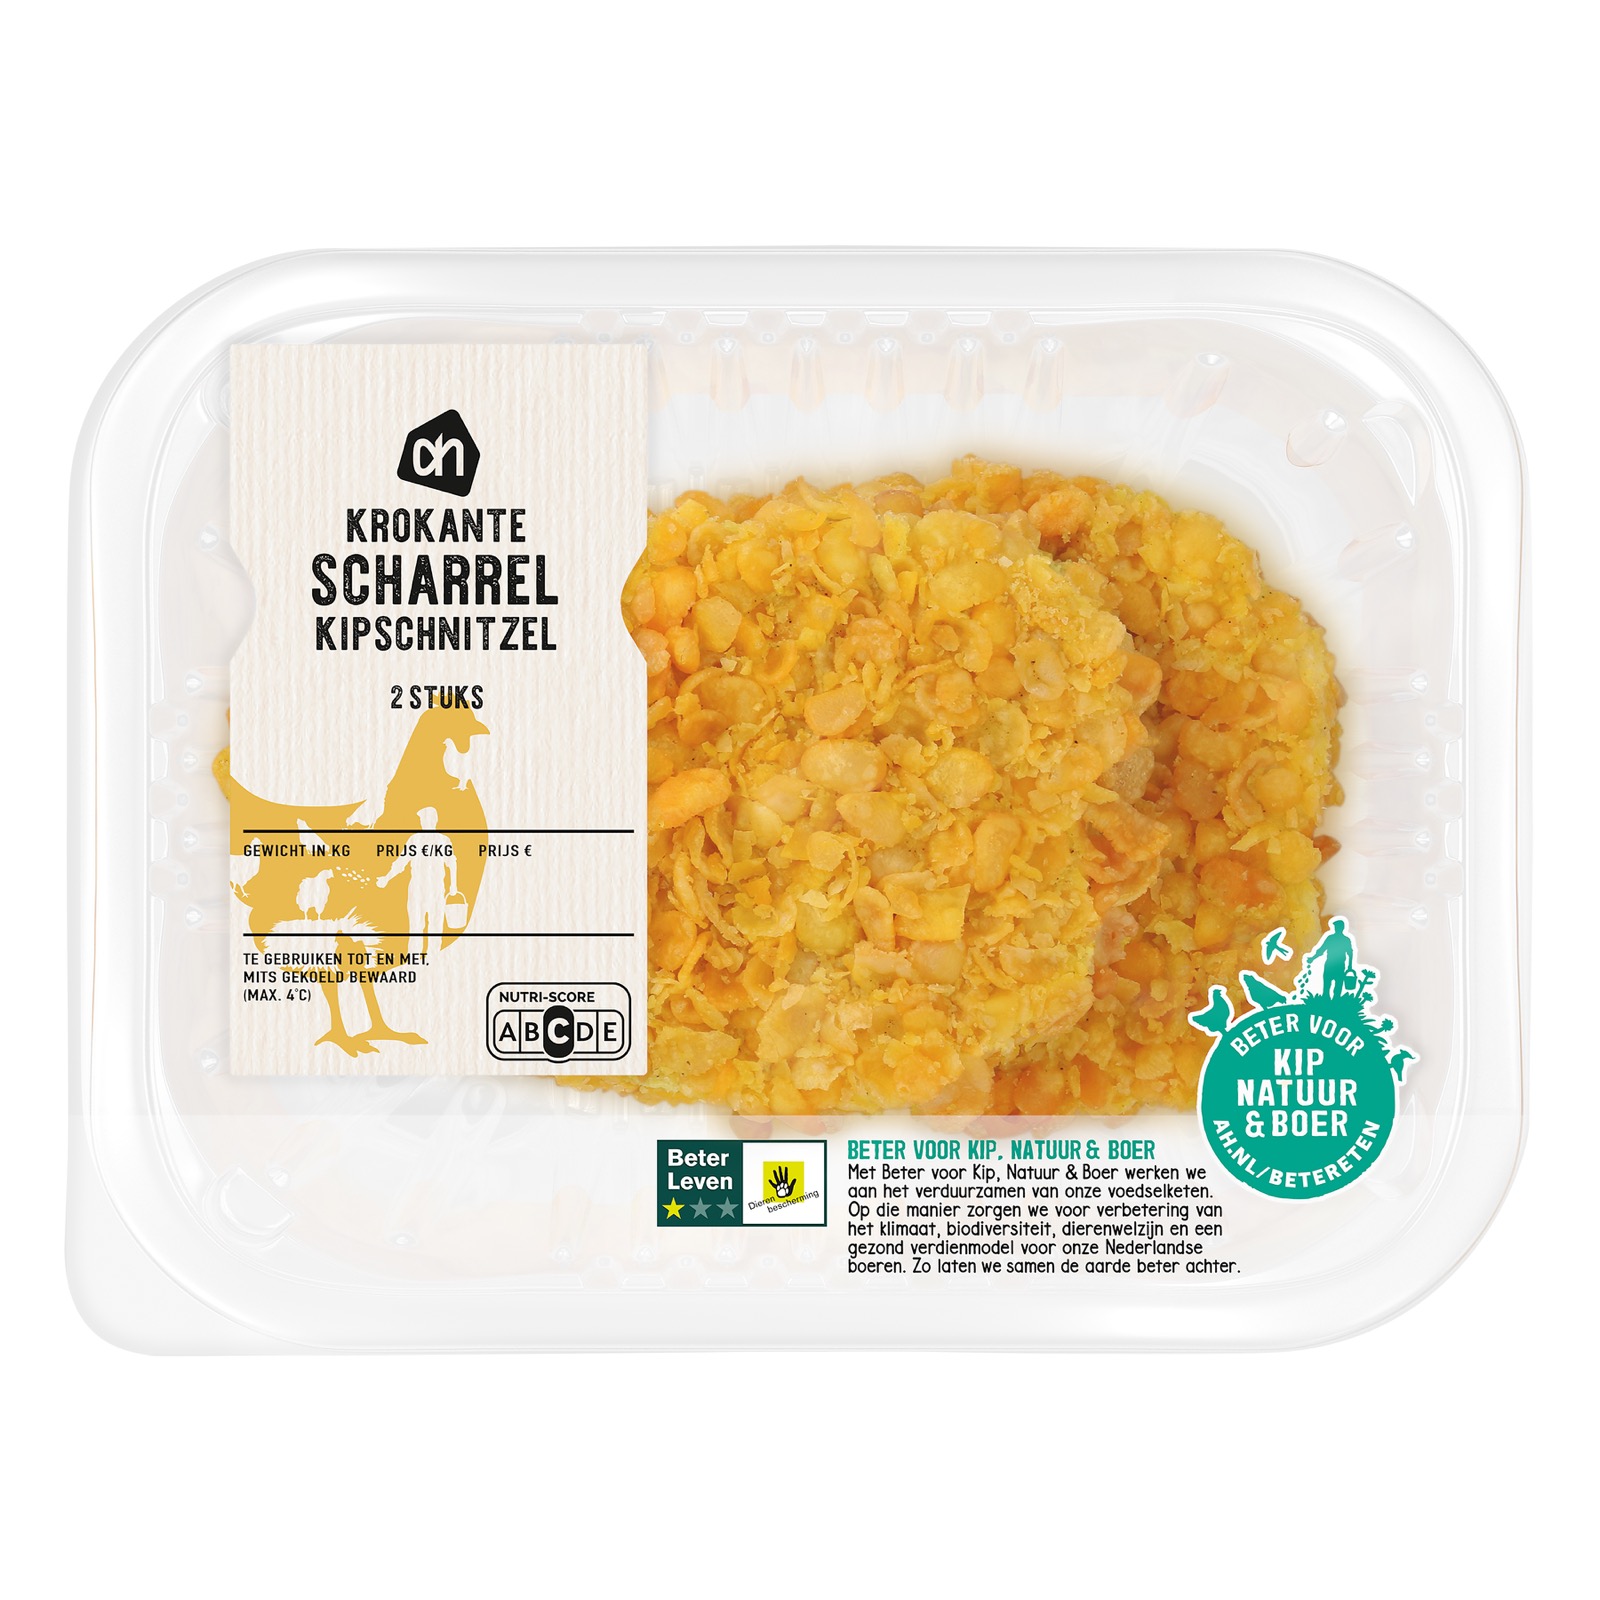 ah
KROKANTE
SCHARREL
KIPSCHNITZEL
2 STUKS
GEWICHT IN KG PRIJS €/KG PRIJS €
TE GEBRUIKEN TOT EN MET,
MITS GEKOELD BEWAARD
(MAX. 4°C)
NUTRI-SCORE
A B C D E
Beter
Leven
Dieren
bescherming
BETER VOOR KIP, NATUUR & BOER
Met Beter voor Kip, Natuur & Boer werken we
aan het verduurzamen van onze voedselketen.
Op die manier zorgen we voor verbetering van
het klimaat, biodiversiteit, dierenwelzijn en een
gezond verdienmodel voor onze Nederlandse
boeren. Zo laten we samen de aarde beter achter.
BETER VOOR
KIP
NATUUR
& BOER
AH.NL/BETERETEN